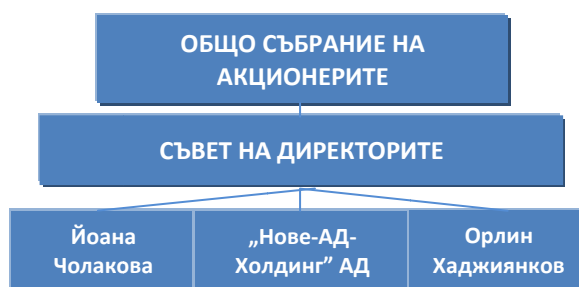 ОБЩО СЪБРАНИЕ НА
АКЦИОНЕРИТЕ
СЪВЕТ НА ДИРЕКТОРИТЕ
Йоана
Чолакова
„Нове-АД-
Холдинг” АД
Орлин
Хаджиянков